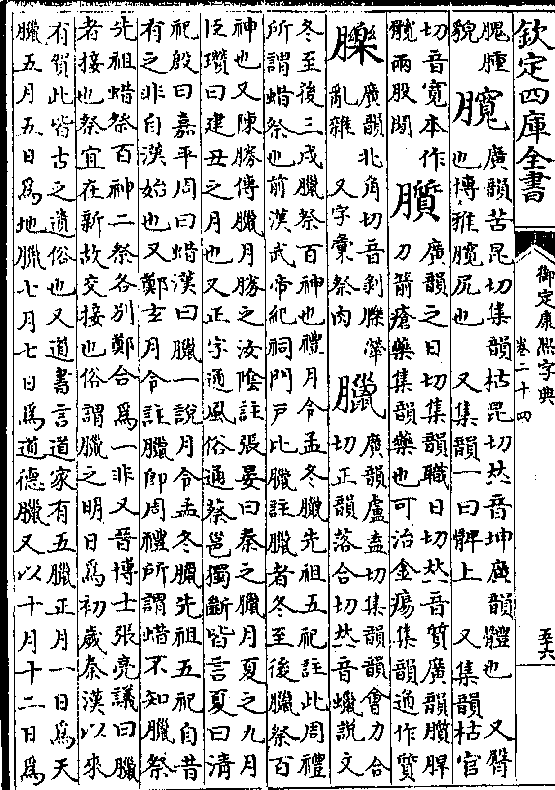 欽定四庫全書
御定康熙字典
卷二十四
五十六
腲腫
貌
臗
廣韻苦昆切集韻枯昆切𠀤音坤廣韻體也 又臀
也博雅臗尻也 又集韻一曰髀上 又集韻枯官
切音寛本作
髖兩股間
䑇
廣韻之日切集韻職日切𠀤音質廣韻䑇胵
刀箭瘡藥集韻藥也可治金瘍集韻通作質
䑑
廣韻北角切音剝䑑犖
亂雜 又字彙祭肉
臘
廣韻盧盍切集韻韻會力合
切正韻落合切𠀤音蠟說文
冬至後三戌臘祭百神也禮月令孟冬臘先祖五祀註此周禮
所謂蜡祭也前漢武帝紀祠門戸比臘註臘者冬至後臘祭百
神也又陳勝傳臘月勝之汝隂註張晏曰秦之臘月夏之九月
臣瓚曰建丑之月也又正字通風俗通蔡邕獨斷皆言夏曰清
祀殷曰嘉平周曰蜡漢曰臘一說月令孟冬臘先祖五祀自昔
有之非自漢始也又鄭玄月令註臘卽周禮所謂蜡不知臘祭
先祖蜡祭百神二祭各别鄭合爲一非又晉博士張亮議曰臘
者接也祭宜在新故交接也俗謂臘之明日爲初歲秦漢以來
有賀此皆古之遺俗也又道書言道家有五臘正月一日爲天
臘五月五日爲地臘七月七日爲道德臘又以十月十二日爲